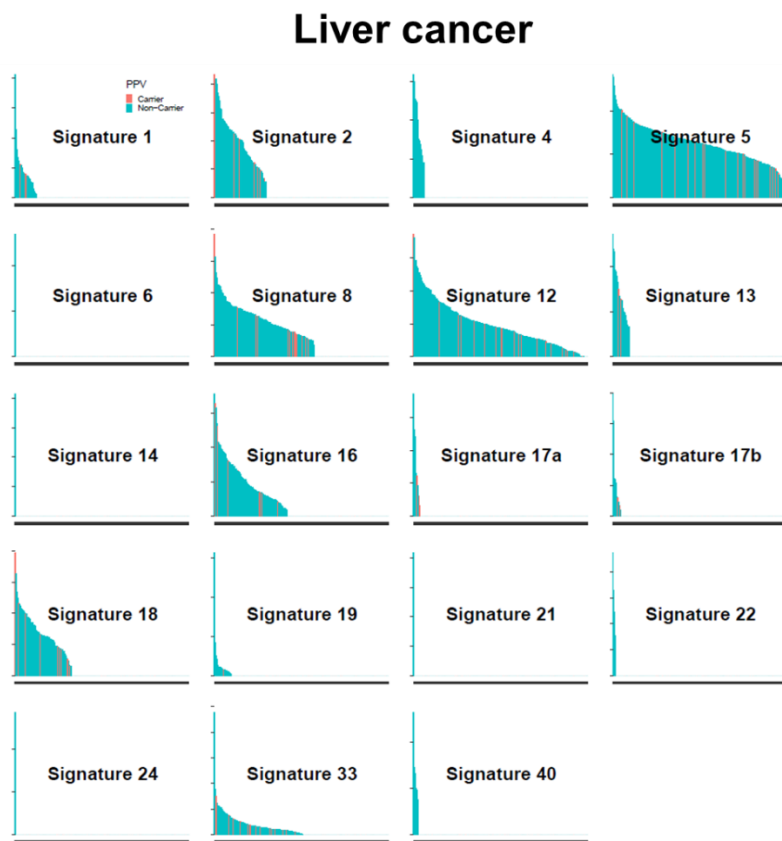 Liver cancer
PPV
Carrier
Non-Carrier
Signature 1
Signature 2
Signature 4
Signature 5
Signature 6
Signature 8
Signature 12
Signature 13
Signature 14
Signature 16
Signature 17a
Signature 17b
Signature 18
Signature 19
Signature 21
Signature 22
Signature 24
Signature 33
Signature 40